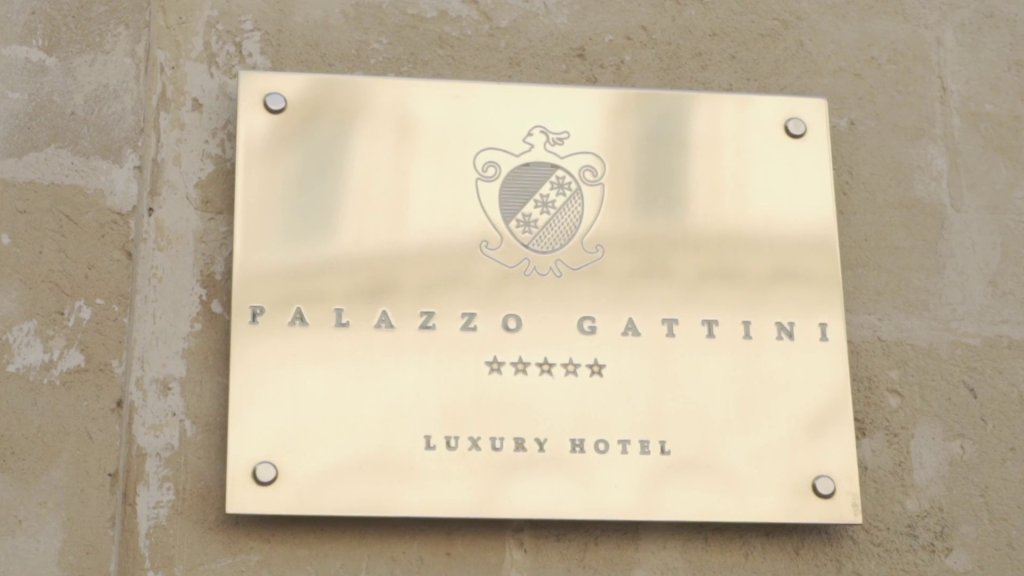 PALAZZO GATTINI
☆☆☆☆☆
LUXURY HOTEL